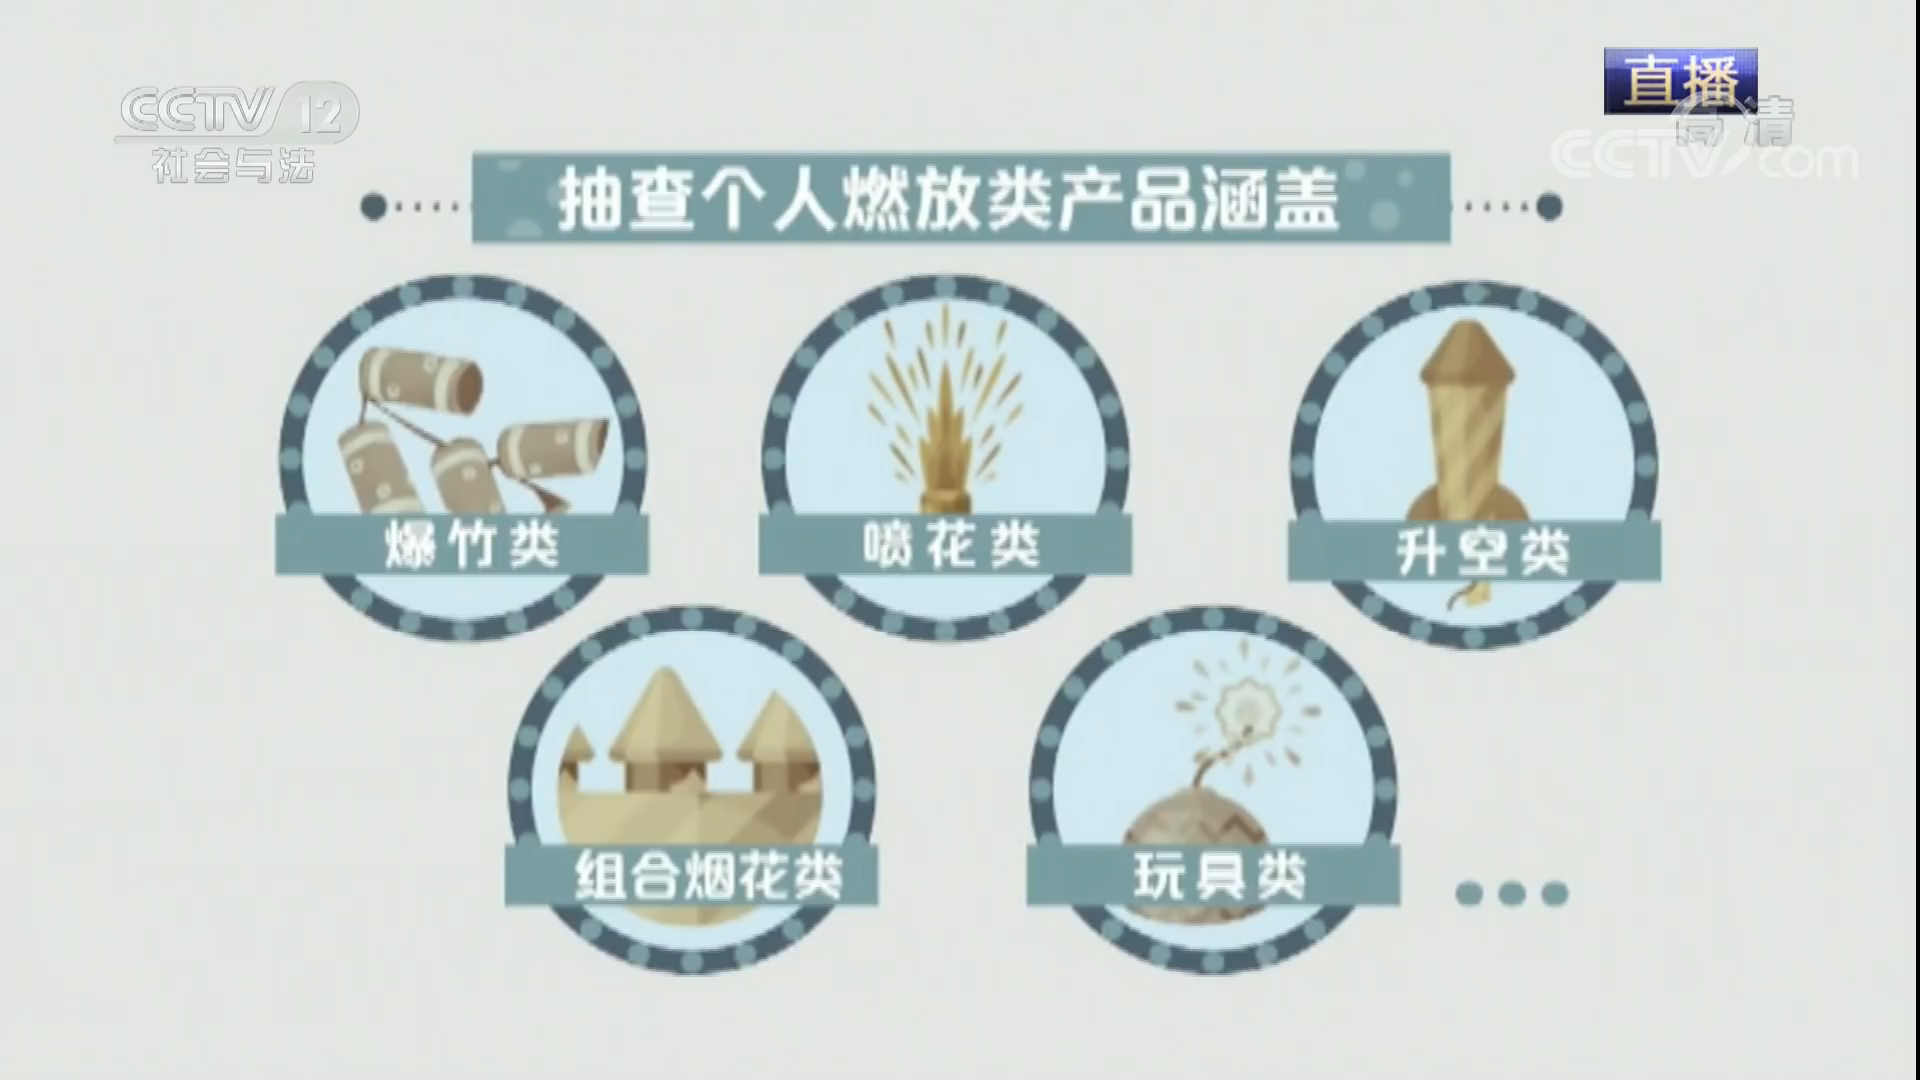 直播
CCTV 12
高清
社会与法
CCTV.com
抽查个人燃放类产品涵盖
爆竹类
喷花类
升空类
组合烟花类
玩具类